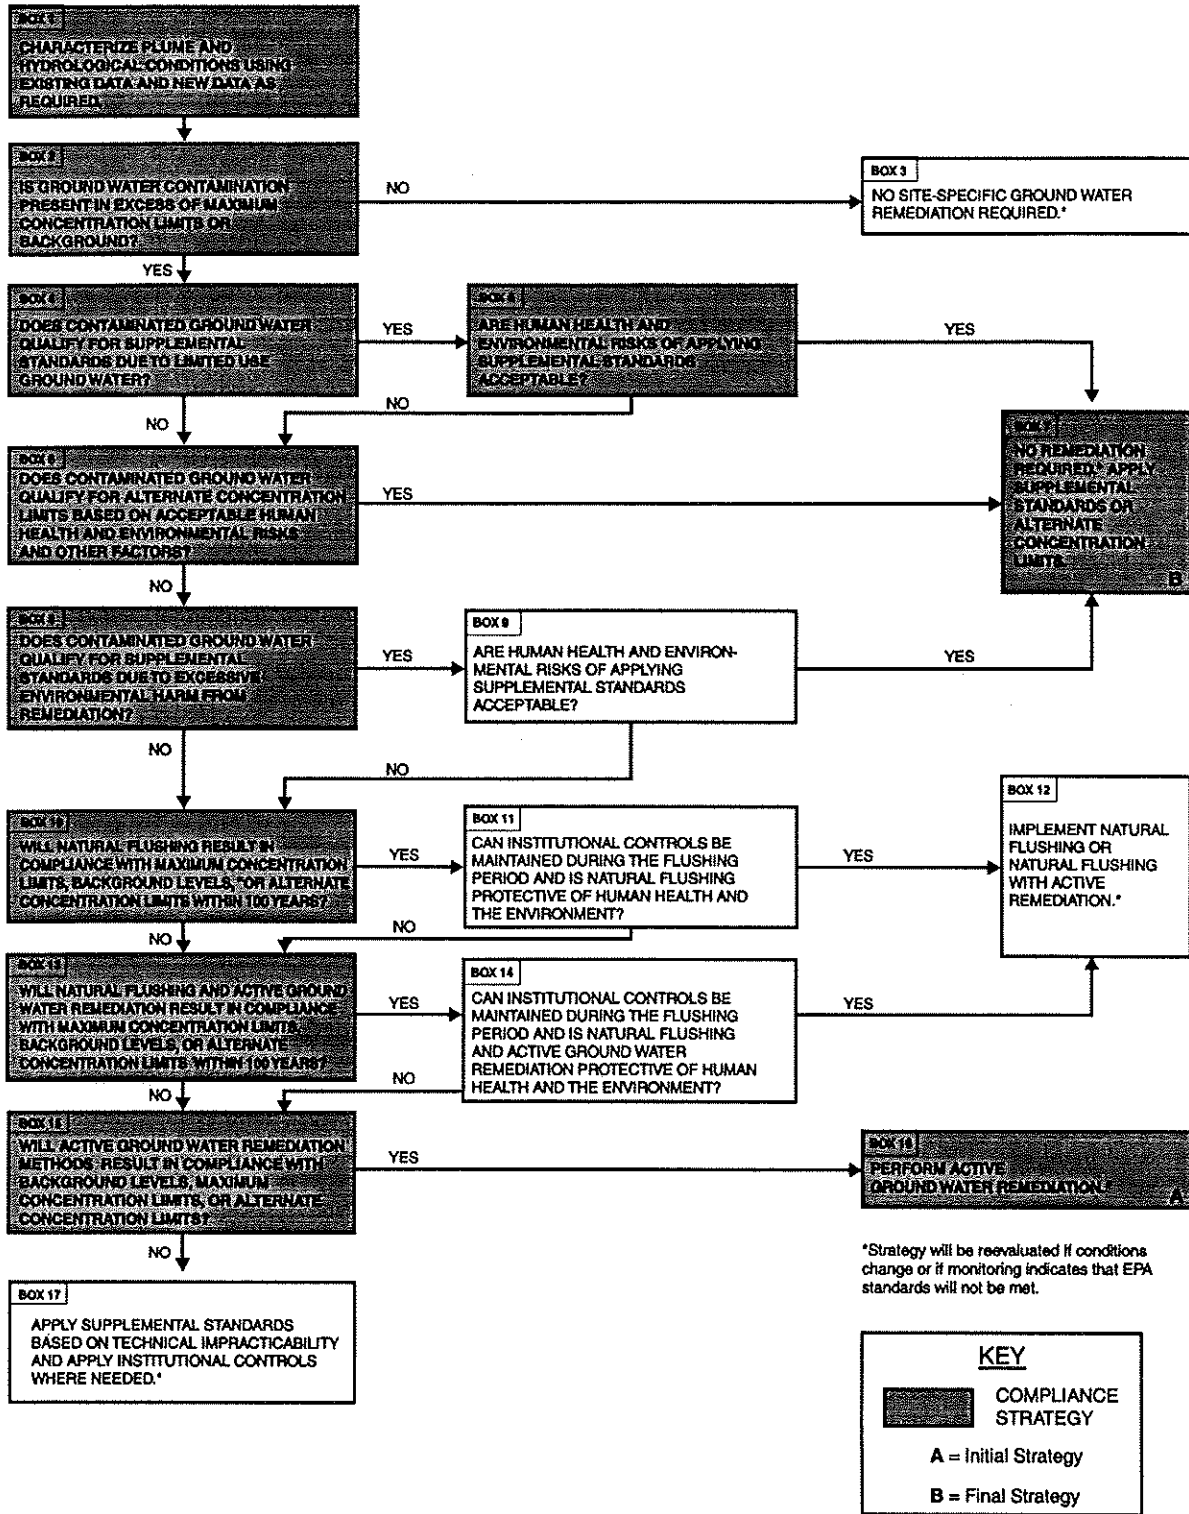 BOX 1
CHARACTERIZE PLUME AND
HYDROLOGICAL CONDITIONS USING
EXISTING DATA AND NEW DATA AS
REQUIRED.
BOX 2
IS GROUND WATER CONTAMINATION
PRESENT IN EXCESS OF MAXIMUM
CONCENTRATION LIMITS OR
BACKGROUND?
NO
BOX 3
NO SITE-SPECIFIC GROUND WATER
REMEDIATION REQUIRED.*
YES
BOX 4
DOES CONTAMINATED GROUND WATER
QUALIFY FOR SUPPLEMENTAL
STANDARDS DUE TO LIMITED USE
GROUND WATER?
YES
BOX 5
ARE HUMAN HEALTH AND
ENVIRONMENTAL RISKS OF APPLYING
SUPPLEMENTAL STANDARDS
ACCEPTABLE?
YES
NO
NO
BOX 6
DOES CONTAMINATED GROUND WATER
QUALIFY FOR ALTERNATE CONCENTRATION
LIMITS BASED ON ACCEPTABLE HUMAN
HEALTH AND ENVIRONMENTAL RISKS
AND OTHER FACTORS?
YES
BOX 7
NO REMEDIATION
REQUIRED.* APPLY
SUPPLEMENTAL
STANDARDS OR
ALTERNATE
CONCENTRATION
LIMITS.
B
NO
BOX 8
DOES CONTAMINATED GROUND WATER
QUALIFY FOR SUPPLEMENTAL
STANDARDS DUE TO EXCESSIVE
ENVIRONMENTAL HARM FROM
REMEDIATION?
YES
BOX 9
ARE HUMAN HEALTH AND ENVIRON-
MENTAL RISKS OF APPLYING
SUPPLEMENTAL STANDARDS
ACCEPTABLE?
YES
NO
NO
BOX 10
WILL NATURAL FLUSHING RESULT IN
COMPLIANCE WITH MAXIMUM CONCENTRATION
LIMITS, BACKGROUND LEVELS, OR ALTERNATE
CONCENTRATION LIMITS WITHIN 100 YEARS?
YES
BOX 11
CAN INSTITUTIONAL CONTROLS BE
MAINTAINED DURING THE FLUSHING
PERIOD AND IS NATURAL FLUSHING
PROTECTIVE OF HUMAN HEALTH AND
THE ENVIRONMENT?
YES
BOX 12
IMPLEMENT NATURAL
FLUSHING OR
NATURAL FLUSHING
WITH ACTIVE
REMEDIATION.*
NO
NO
BOX 13
WILL NATURAL FLUSHING AND ACTIVE GROUND
WATER REMEDIATION RESULT IN COMPLIANCE
WITH MAXIMUM CONCENTRATION LIMITS,
BACKGROUND LEVELS, OR ALTERNATE
CONCENTRATION LIMITS WITHIN 100 YEARS?
YES
BOX 14
CAN INSTITUTIONAL CONTROLS BE
MAINTAINED DURING THE FLUSHING
PERIOD AND IS NATURAL FLUSHING
AND ACTIVE GROUND WATER
REMEDIATION PROTECTIVE OF HUMAN
HEALTH AND THE ENVIRONMENT?
YES
NO
NO
BOX 15
WILL ACTIVE GROUND WATER REMEDIATION
METHODS RESULT IN COMPLIANCE WITH
BACKGROUND LEVELS, MAXIMUM
CONCENTRATION LIMITS, OR ALTERNATE
CONCENTRATION LIMITS?
YES
BOX 16
PERFORM ACTIVE
GROUND WATER REMEDIATION.*
A
NO
BOX 17
APPLY SUPPLEMENTAL STANDARDS
BASED ON TECHNICAL IMPRACTICABILITY
AND APPLY INSTITUTIONAL CONTROLS
WHERE NEEDED.*
*Strategy will be reevaluated if conditions
change or if monitoring indicates that EPA
standards will not be met.
KEY
COMPLIANCE
STRATEGY
A = Initial Strategy
B = Final Strategy